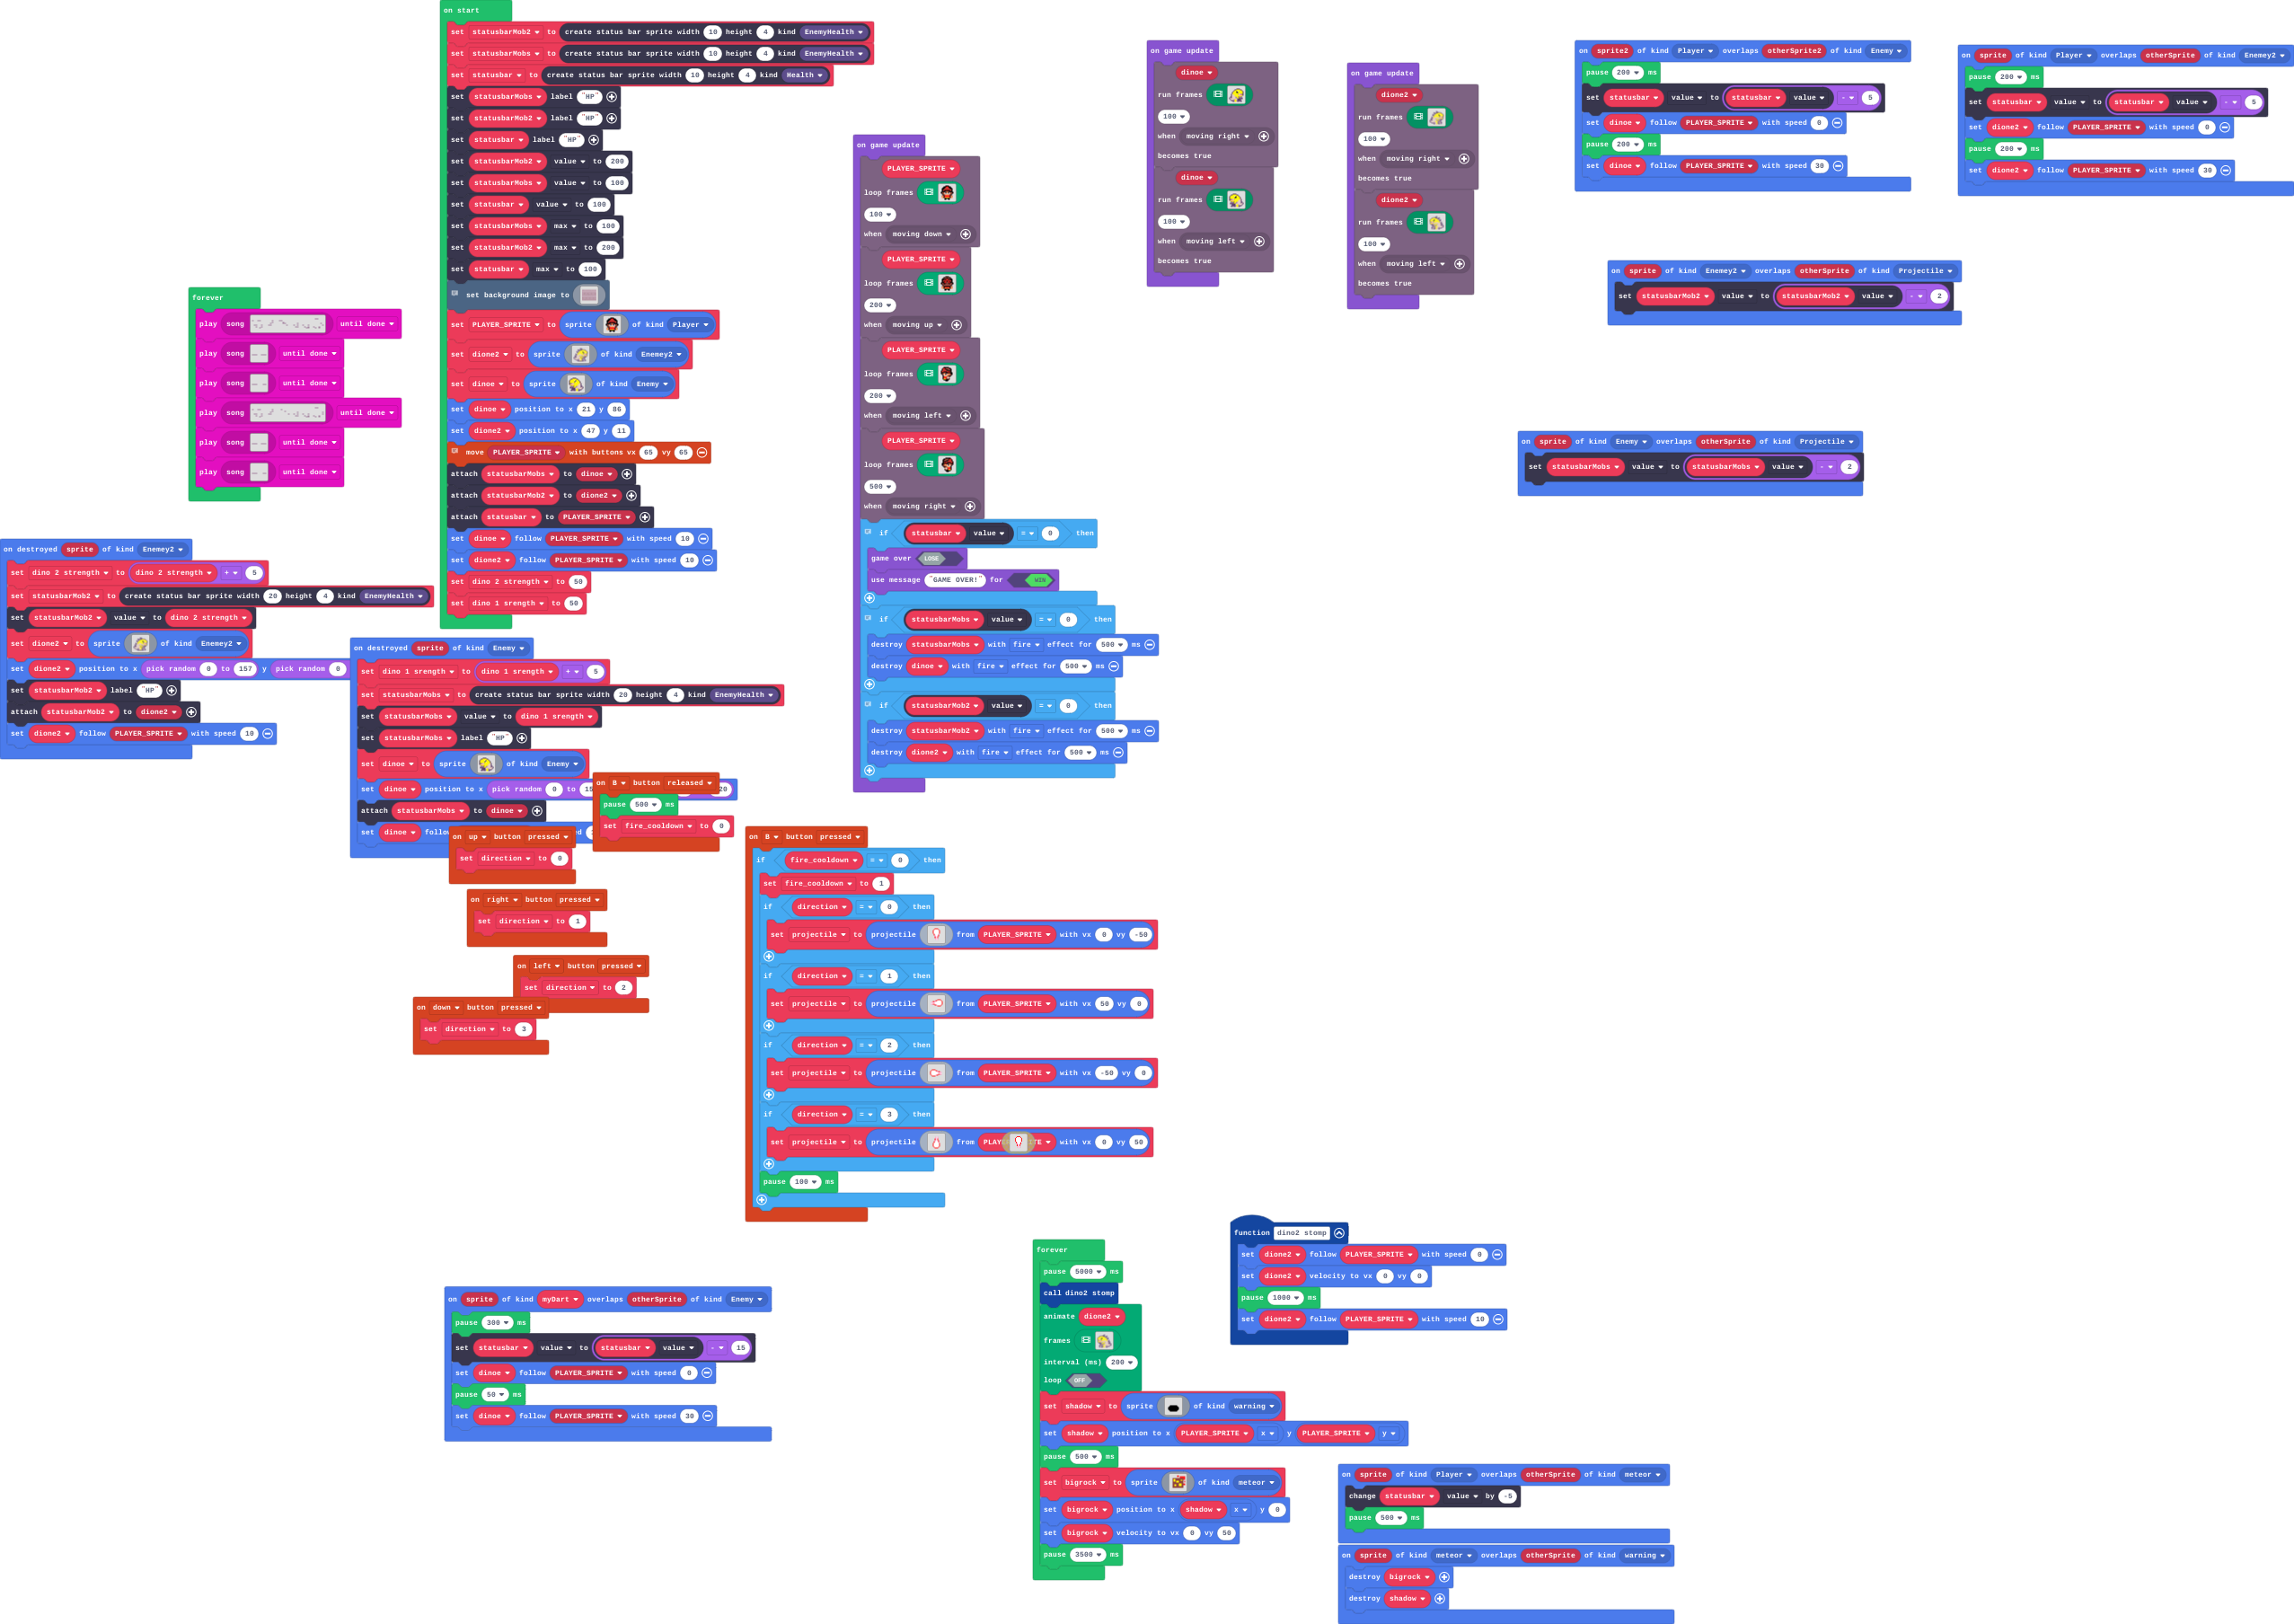 on start
set statusbarMob2 to create status bar sprite width 10 height 4 kind EnemyHealth
set statusbarMobs to create status bar sprite width 10 height 4 kind EnemyHealth
set statusbar to create status bar sprite width 10 height 4 kind Health
set statusbarMobs label "HP"
set statusbarMob2 label "HP"
set statusbar label "HP"
set statusbarMob2 value to 200
set statusbarMobs value to 100
set statusbar value to 100
set statusbarMobs max to 100
set statusbarMob2 max to 200
set statusbar max to 100
set background image to
set PLAYER_SPRITE to sprite of kind Player
set dione2 to sprite of kind Enemey2
set dinoe to sprite of kind Enemy
set dinoe position to x 21 y 86
set dione2 position to x 47 y 11
move PLAYER_SPRITE with buttons vx 65 vy 65
attach statusbarMobs to dinoe
attach statusbarMob2 to dione2
attach statusbar to PLAYER_SPRITE
set dinoe follow PLAYER_SPRITE with speed 10
set dione2 follow PLAYER_SPRITE with speed 10
set dino 2 strength to 50
set dino 1 srength to 50
on game update
PLAYER_SPRITE
loop frames
100
when moving down
PLAYER_SPRITE
loop frames
200
when moving up
PLAYER_SPRITE
loop frames
200
when moving left
PLAYER_SPRITE
loop frames
500
when moving right
if statusbar value = 0 then
game over LOSE
use message "GAME OVER!" for WIN
if statusbarMobs value = 0 then
destroy statusbarMobs with fire effect for 500 ms
destroy dinoe with fire effect for 500 ms
if statusbarMob2 value = 0 then
destroy statusbarMob2 with fire effect for 500 ms
destroy dione2 with fire effect for 500 ms
on game update
dinoe
run frames
100
when moving right
becomes true
dinoe
run frames
100
when moving left
becomes true
on game update
dione2
run frames
100
when moving right
becomes true
dione2
run frames
100
when moving left
becomes true
on sprite2 of kind Player overlaps otherSprite2 of kind Enemy
pause 200 ms
set statusbar value to statusbar value - 5
set dinoe follow PLAYER_SPRITE with speed 0
pause 200 ms
set dinoe follow PLAYER_SPRITE with speed 30
on sprite of kind Player overlaps otherSprite of kind Enemey2
pause 200 ms
set statusbar value to statusbar value - 5
set dione2 follow PLAYER_SPRITE with speed 0
pause 200 ms
set dione2 follow PLAYER_SPRITE with speed 30
on sprite of kind Enemey2 overlaps otherSprite of kind Projectile
set statusbarMob2 value to statusbarMob2 value - 2
on sprite of kind Enemy overlaps otherSprite of kind Projectile
set statusbarMobs value to statusbarMobs value - 2
forever
play song until done
play song until done
play song until done
play song until done
play song until done
play song until done
on destroyed sprite of kind Enemey2
set dino 2 strength to dino 2 strength + 5
set statusbarMob2 to create status bar sprite width 20 height 4 kind EnemyHealth
set statusbarMob2 value to dino 2 strength
set dione2 to sprite of kind Enemey2
set dione2 position to x pick random 0 to 157 y pick random 0
set statusbarMob2 label "HP"
attach statusbarMob2 to dione2
set dione2 follow PLAYER_SPRITE with speed 10
on destroyed sprite of kind Enemy
set dino 1 srength to dino 1 srength + 5
set statusbarMobs to create status bar sprite width 20 height 4 kind EnemyHealth
set statusbarMobs value to dino 1 srength
set statusbarMobs label "HP"
set dinoe to sprite of kind Enemy
set dinoe position to x pick random 0 to
attach statusbarMobs to dinoe
set dinoe follow
on B button released
pause 500 ms
set fire_cooldown to 0
on up button pressed
set direction to 0
on right button pressed
set direction to 1
on left button pressed
set direction to 2
on down button pressed
set direction to 3
on B button pressed
if fire_cooldown = 0 then
set fire_cooldown to 1
if direction = 0 then
set projectile to projectile from PLAYER_SPRITE with vx 0 vy -50
if direction = 1 then
set projectile to projectile from PLAYER_SPRITE with vx 50 vy 0
if direction = 2 then
set projectile to projectile from PLAYER_SPRITE with vx -50 vy 0
if direction = 3 then
set projectile to projectile from with vx 0 vy 50
pause 100 ms
function dino2 stomp
set dione2 follow PLAYER_SPRITE with speed 0
set dione2 velocity to vx 0 vy 0
pause 1000 ms
set dione2 follow PLAYER_SPRITE with speed 10
forever
pause 5000 ms
call dino2 stomp
animate dione2
frames
interval (ms) 200
loop OFF
set shadow to sprite of kind warning
set shadow position to x PLAYER_SPRITE x y PLAYER_SPRITE y
pause 500 ms
set bigrock to sprite of kind meteor
set bigrock position to x shadow x y 0
set bigrock velocity to vx 0 vy 50
pause 3500 ms
on sprite of kind myDart overlaps otherSprite of kind Enemy
pause 300 ms
set statusbar value to statusbar value - 15
set dinoe follow PLAYER_SPRITE with speed 0
pause 50 ms
set dinoe follow PLAYER_SPRITE with speed 30
on sprite of kind Player overlaps otherSprite of kind meteor
change statusbar value by -5
pause 500 ms
on sprite of kind meteor overlaps otherSprite of kind warning
destroy bigrock
destroy shadow